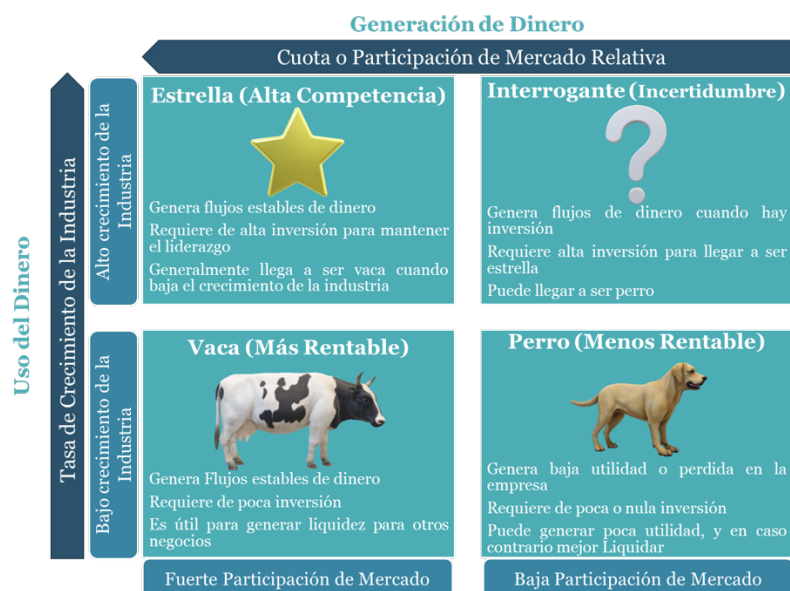 Generación de Dinero
Cuota o Participación de Mercado Relativa
Uso del Dinero
Tasa de Crecimiento de la Industria
Alto crecimiento de la
Industria
Estrella (Alta Competencia)
Genera flujos estables de dinero
Requiere de alta inversión para mantener
el liderazgo
Generalmente llega a ser vaca cuando
baja el crecimiento de la industria
Interrogante (Incertidumbre)
Genera flujos de dinero cuando hay
inversión
Requiere alta inversión para llegar a ser
estrella
Puede llegar a ser perro
Bajo crecimiento de la
Industria
Vaca (Más Rentable)
Genera Flujos estables de dinero
Requiere de poca inversión
Es útil para generar liquidez para otros
negocios
Perro (Menos Rentable)
Genera baja utilidad o perdida en la
empresa
Requiere de poca o nula inversión
Puede generar poca utilidad, y en caso
contrario mejor Liquidar
Fuerte Participación de Mercado
Baja Participación de Mercado